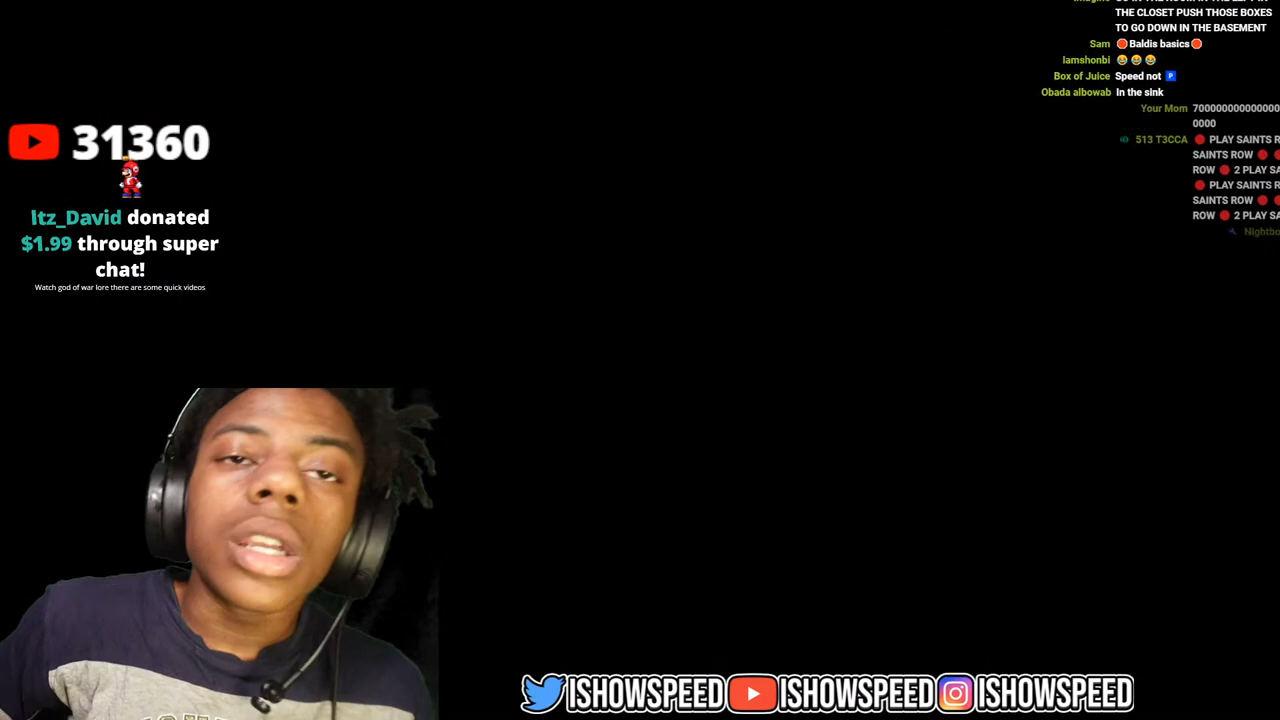 THE CLOSET PUSH THOSE BOXES
TO GO DOWN IN THE BASEMENT
Sam 🛑Baldis basics🛑
Iamshonbi 😂 😂 😂
Box of Juice Speed not 🅿️
Obada albowab In the sink
Your Mom 700000000000000
0000
513 T3CCA 🔴 PLAY SAINTS R
SAINTS ROW 🔴
ROW 🔴 2 PLAY SA
🔴 PLAY SAINTS R
SAINTS ROW 🔴
ROW 🔴 2 PLAY SA
Nightbo
31360
Itz_David donated
$1.99 through super
chat!
Watch god of war lore there are some quick videos
ISHOWSPEED ISHOWSPEED ISHOWSPEED